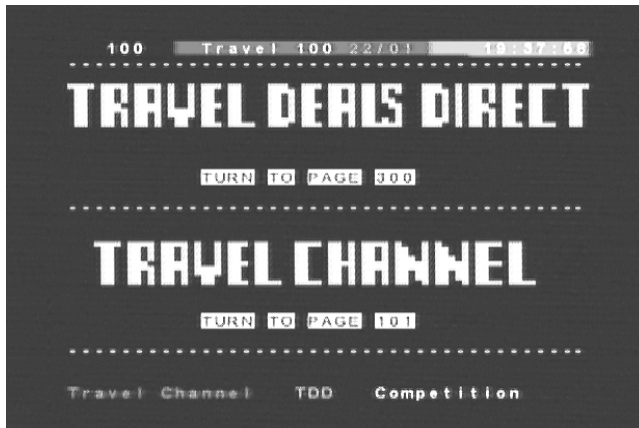 100 Travel 100 22/01 19:37:58
TRAVEL DEALS DIRECT
TURN TO PAGE 300
TRAVEL CHANNEL
TURN TO PAGE 101
Travel Channel TDD Competition